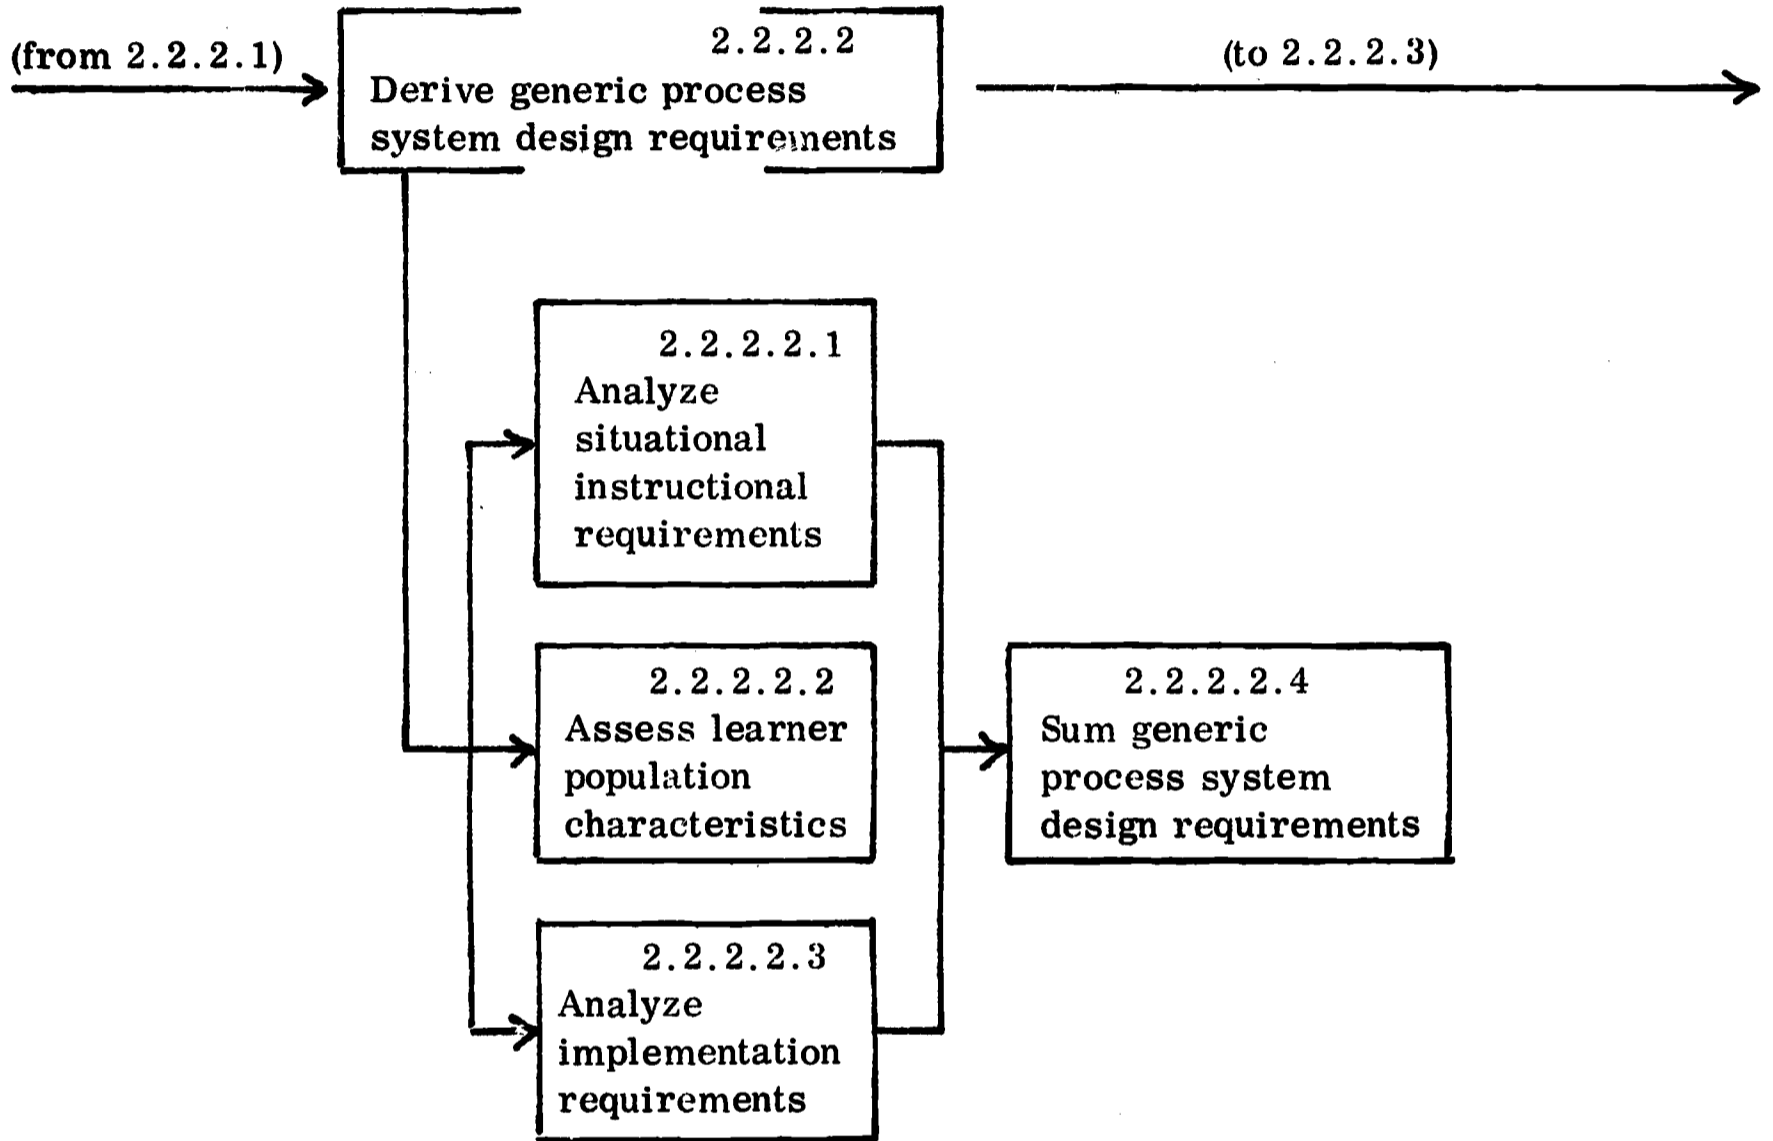 (from 2.2.2.1)
2.2.2.2
Derive generic process
system design requirements
(to 2.2.2.3)
2.2.2.2.1
Analyze
situational
instructional
requirements
2.2.2.2.2
Assess learner
population
characteristics
2.2.2.2.3
Analyze
implementation
requirements
2.2.2.2.4
Sum generic
process system
design requirements